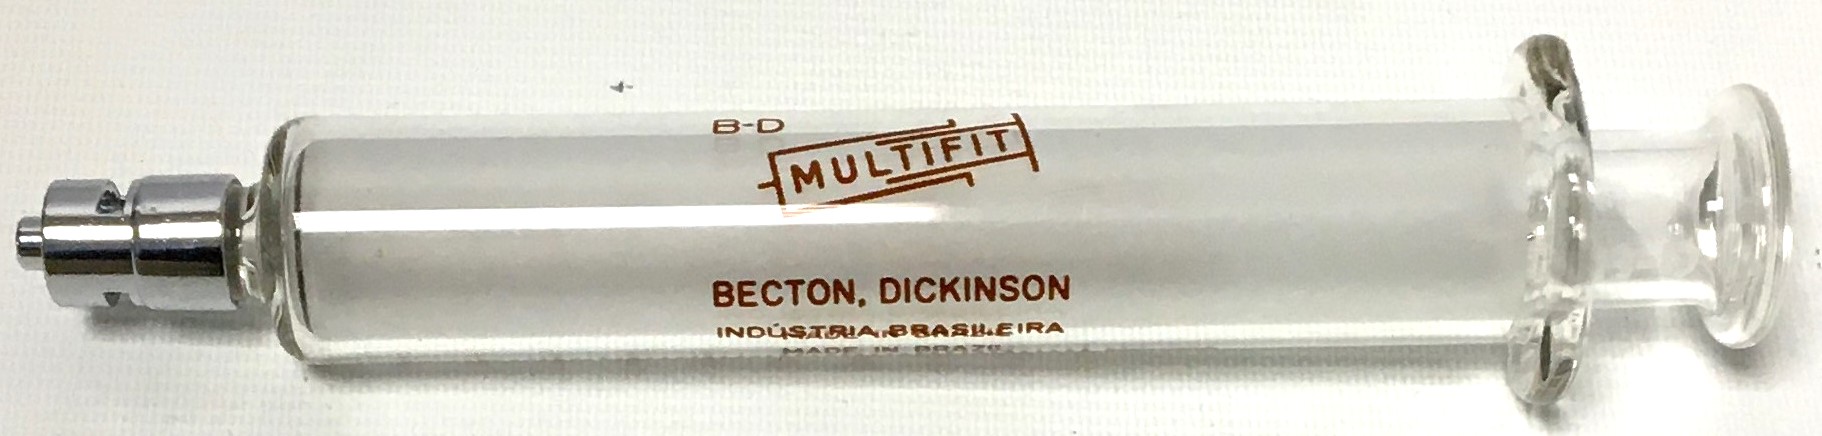 B-D
MULTIFIT
BECTON, DICKINSON
INDÚSTRIA BRASILEIRA
MADE IN BRAZIL